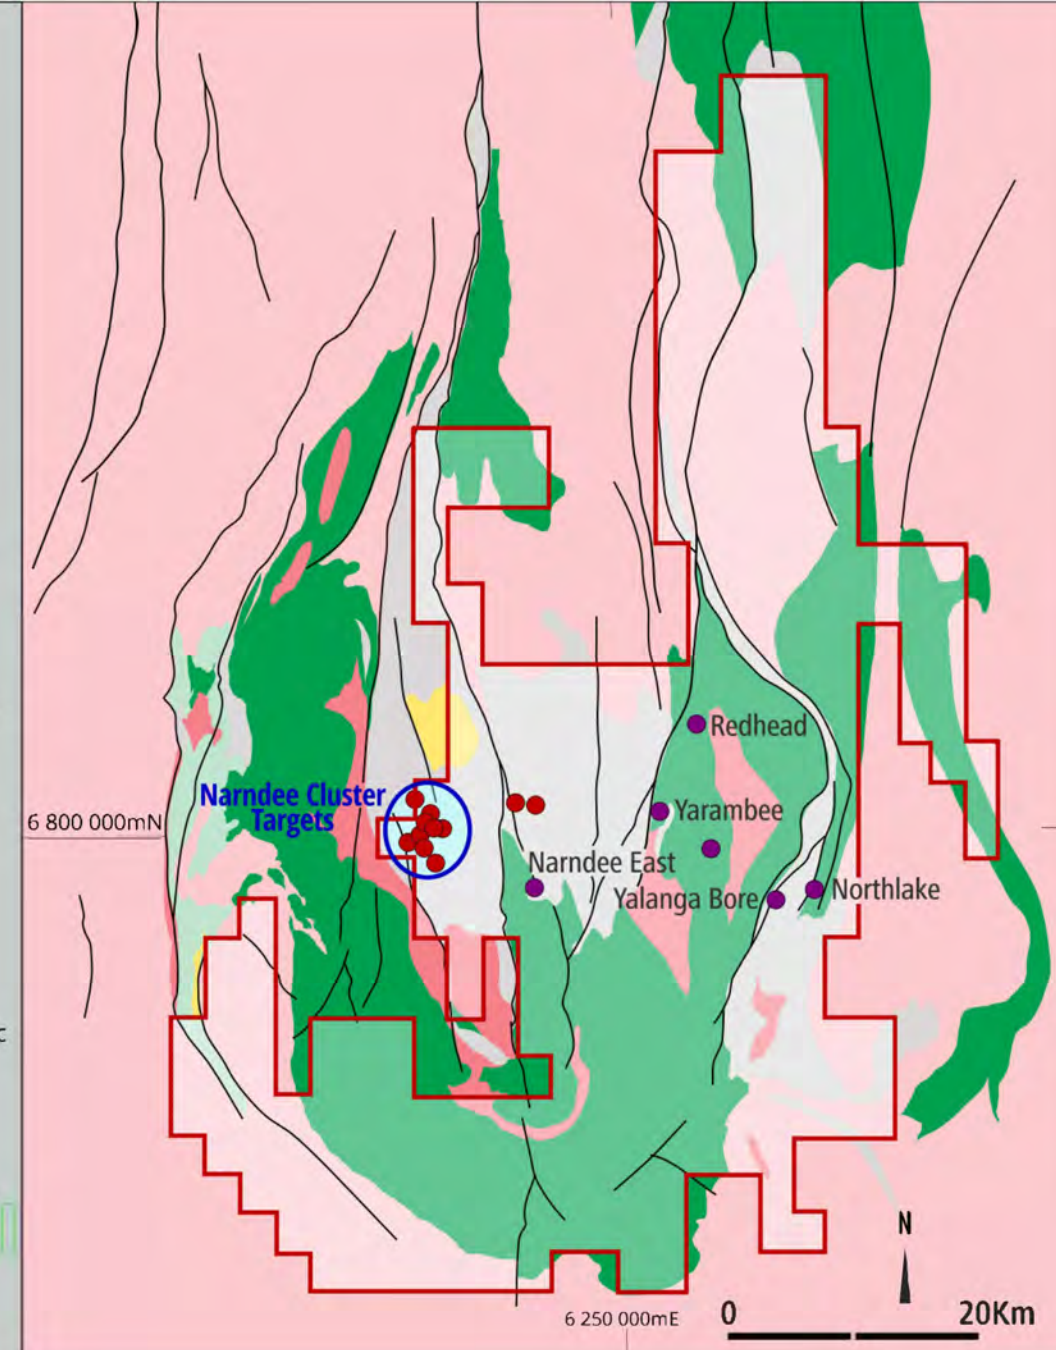 Redhead
Narndee Cluster
Targets
Yarambee
6 800 000mN
Narndee East
Yalanga Bore
Northlake
N
6 250 000mE
0
20Km